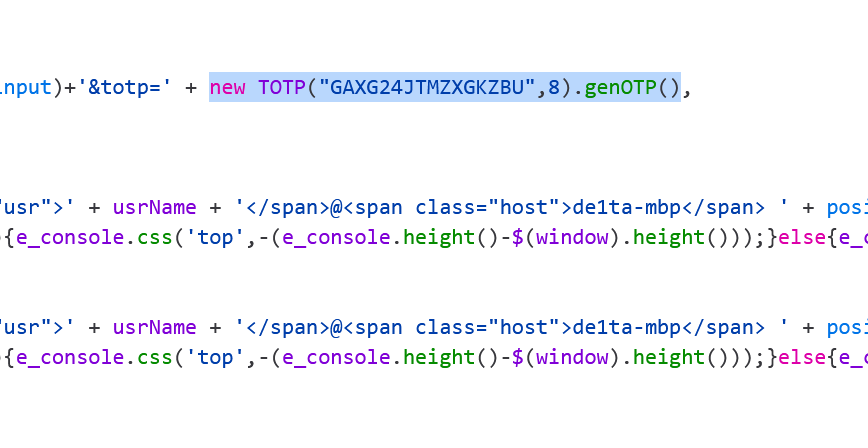 input)+'&totp=' + new TOTP("GAXG24JTMZXGKZBU",8).genOTP(),
"usr">' + usrName + '</span>@<span class="host">de1ta-mbp</span> ' + posi
{e_console.css('top',-(e_console.height()-$(window).height()));}else{e_c
"usr">' + usrName + '</span>@<span class="host">de1ta-mbp</span> ' + posi
{e_console.css('top',-(e_console.height()-$(window).height()));}else{e_c